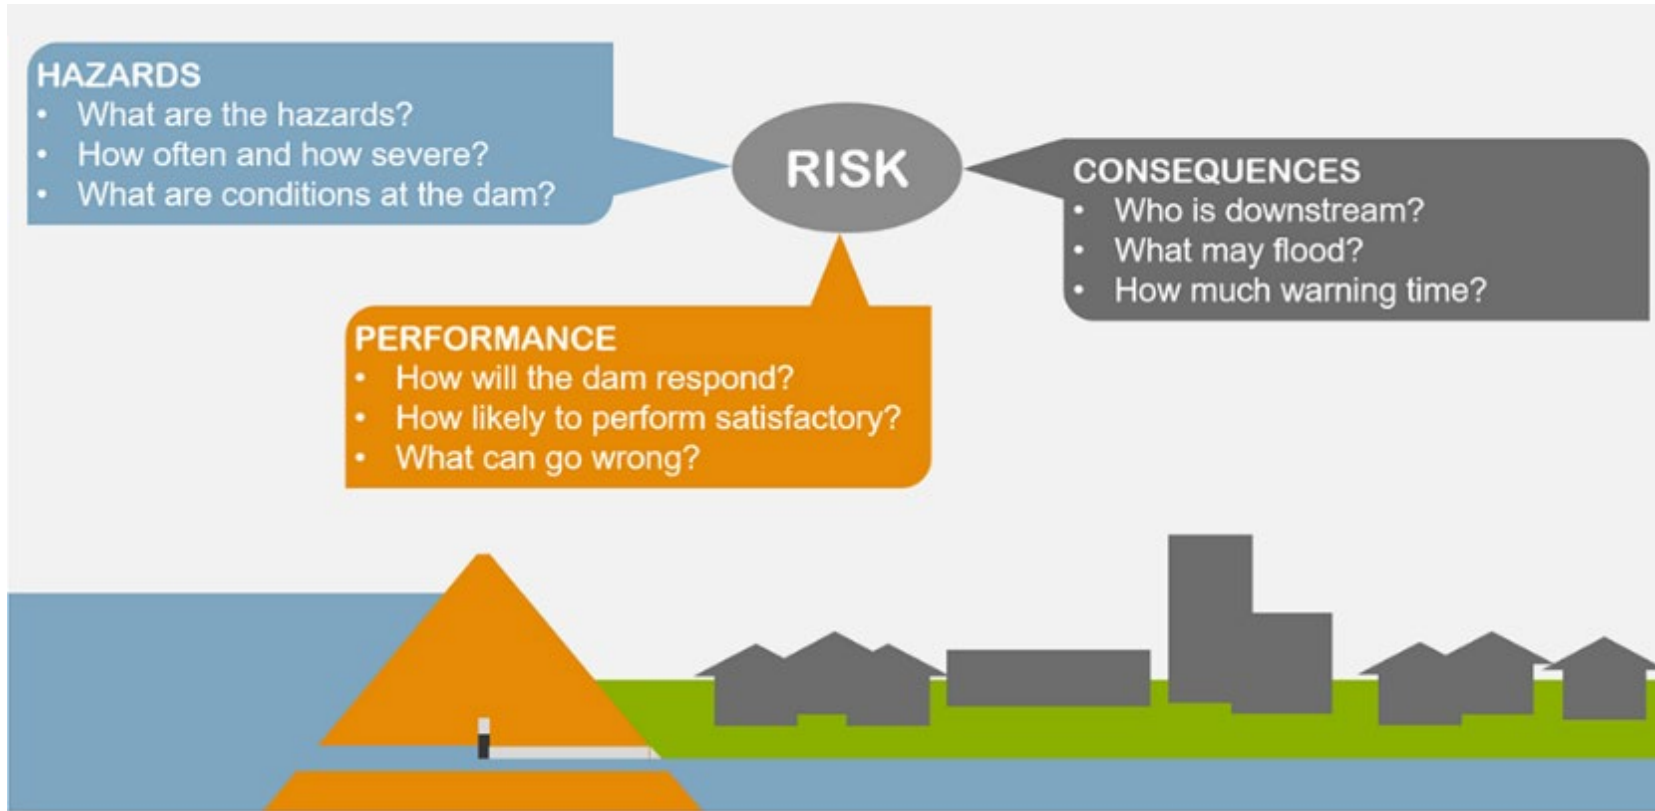 HAZARDS
• What are the hazards?
• How often and how severe?
• What are conditions at the dam?
RISK
CONSEQUENCES
• Who is downstream?
• What may flood?
• How much warning time?
PERFORMANCE
• How will the dam respond?
• How likely to perform satisfactory?
• What can go wrong?